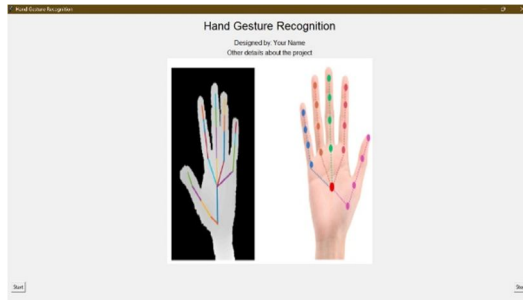 Hand Gesture Recognition
Hand Gesture Recognition
Designed by: Your Name
Other details about the project
Start